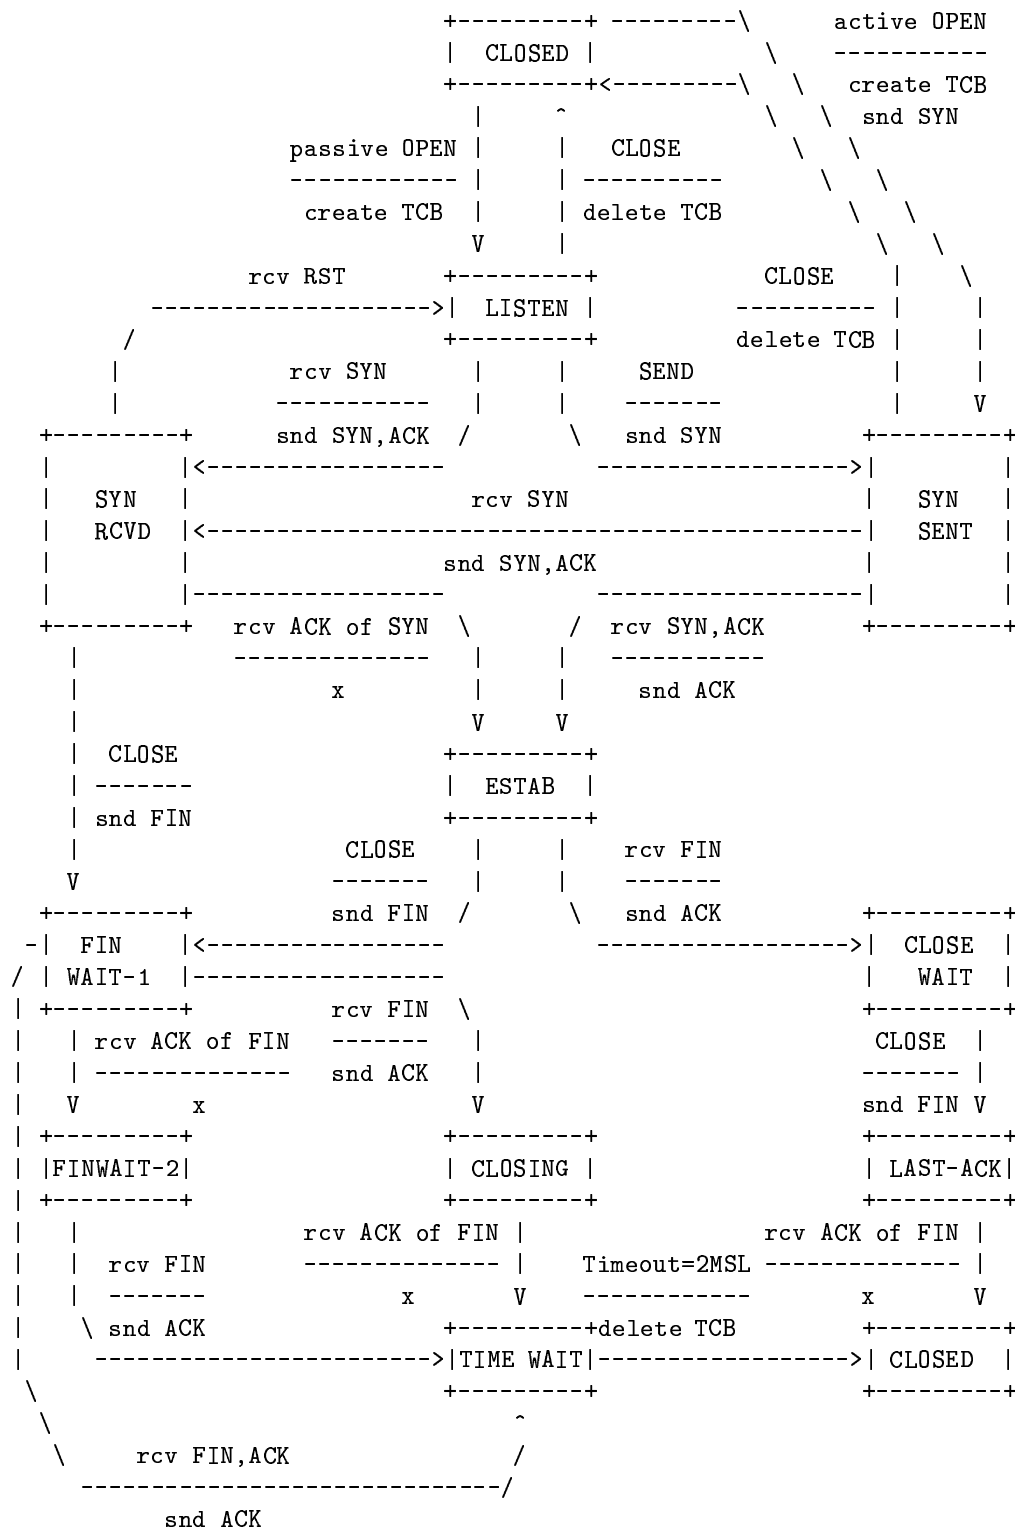 +---------+ ---------\      active OPEN
                               |  CLOSED |            \    -----------
                               +---------+<---------\   \   create TCB
                                 |     ^              \   \  snd SYN
                    passive OPEN |     |   CLOSE        \   \
                    ------------ |     | ----------       \   \
                     create TCB  |     | delete TCB         \   \
                                 V     |                      \   \
                 rcv RST       +---------+            CLOSE    |    \
          -------------------->|  LISTEN |          ---------- |     |
        /                      +---------+          delete TCB |     |
       |            rcv SYN      |     |     SEND              |     |
       |           -----------   |     |    -------            |     V
  +---------+      snd SYN,ACK  /       \   snd SYN          +---------+
  |         |<-----------------           ------------------>|         |
  |   SYN   |                    rcv SYN                     |   SYN   |
  |   RCVD  |<-----------------------------------------------|   SENT  |
  |         |                  snd SYN,ACK                   |         |
  |         |------------------           -------------------|         |
  +---------+   rcv ACK of SYN  \       /  rcv SYN,ACK       +---------+
    |           --------------   |     |   -----------
    |                  x         |     |     snd ACK
    |                            V     V
    |  CLOSE                   +---------+
    | -------                  |  ESTAB  |
    | snd FIN                  +---------+
    |                   CLOSE    |     |    rcv FIN
    V                  -------   |     |    -------
  +---------+          snd FIN  /       \   snd ACK          +---------+
 -|  FIN    |<-----------------           ------------------>|  CLOSE  |
/ | WAIT-1  |------------------                              |   WAIT  |
| +---------+          rcv FIN  \                            +---------+
|   | rcv ACK of FIN   -------   |                            CLOSE  |
|   | --------------   snd ACK   |                           ------- |
|   V        x                   V                           snd FIN V
| +---------+                  +---------+                   +---------+
| |FINWAIT-2|                  | CLOSING |                   | LAST-ACK|
| +---------+                  +---------+                   +---------+
|   |                rcv ACK of FIN |                 rcv ACK of FIN |
|   |  rcv FIN       -------------- |    Timeout=2MSL -------------- |
|   |  -------              x       V    ------------        x       V
|    \ snd ACK                 +---------+delete TCB         +---------+
|     ------------------------>|TIME WAIT|------------------>| CLOSED  |
 \                             +---------+                   +---------+
  \                                 ^
   \     rcv FIN,ACK                /
     ------------------------------/
           snd ACK